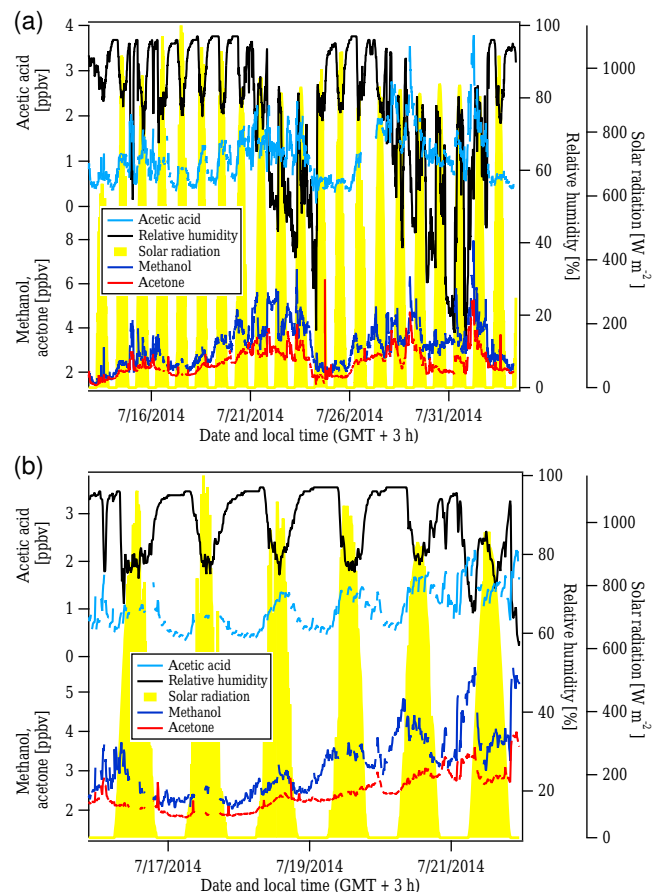 (a)
4
3
2
1
0
Acetic acid
[ppbv]
8
6
4
2
Methanol,
acetone [ppbv]
100
80
60
40
20
0
Relative humidity
[%]
1000
800
600
400
200
0
Solar radiation [W m-2]
Acetic acid
Relative humidity
Solar radiation
Methanol
Acetone
7/16/2014 7/21/2014 7/26/2014 7/31/2014
Date and local time (GMT + 3 h)
(b)
3
2
1
0
Acetic acid
[ppbv]
5
4
3
2
Methanol,
acetone [ppbv]
100
80
60
40
20
Relative humidity
[%]
1000
800
600
400
200
0
Solar radiation [W m-2]
Acetic acid
Relative humidity
Solar radiation
Methanol
Acetone
7/17/2014 7/19/2014 7/21/2014
Date and local time (GMT + 3 h)